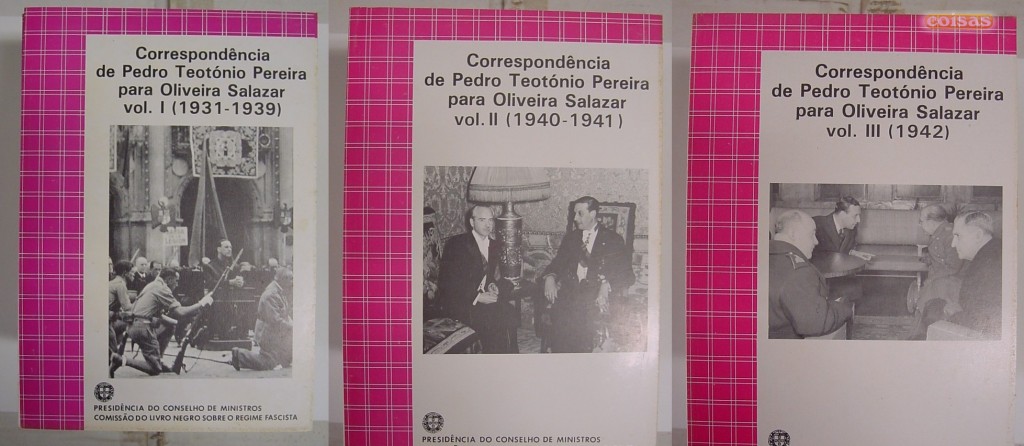 Correspondência
de Pedro Teotónio Pereira
para Oliveira Salazar
vol. I (1931-1939)
PRESIDÊNCIA DO CONSELHO DE MINISTROS
COMISSÃO DO LIVRO NEGRO SOBRE O REGIME FASCISTA
Correspondência
de Pedro Teotónio Pereira
para Oliveira Salazar
vol. II (1940-1941)
PRESIDÊNCIA DO CONSELHO DE MINISTROS
coisas
Correspondência
de Pedro Teotónio Pereira
para Oliveira Salazar
vol. III (1942)